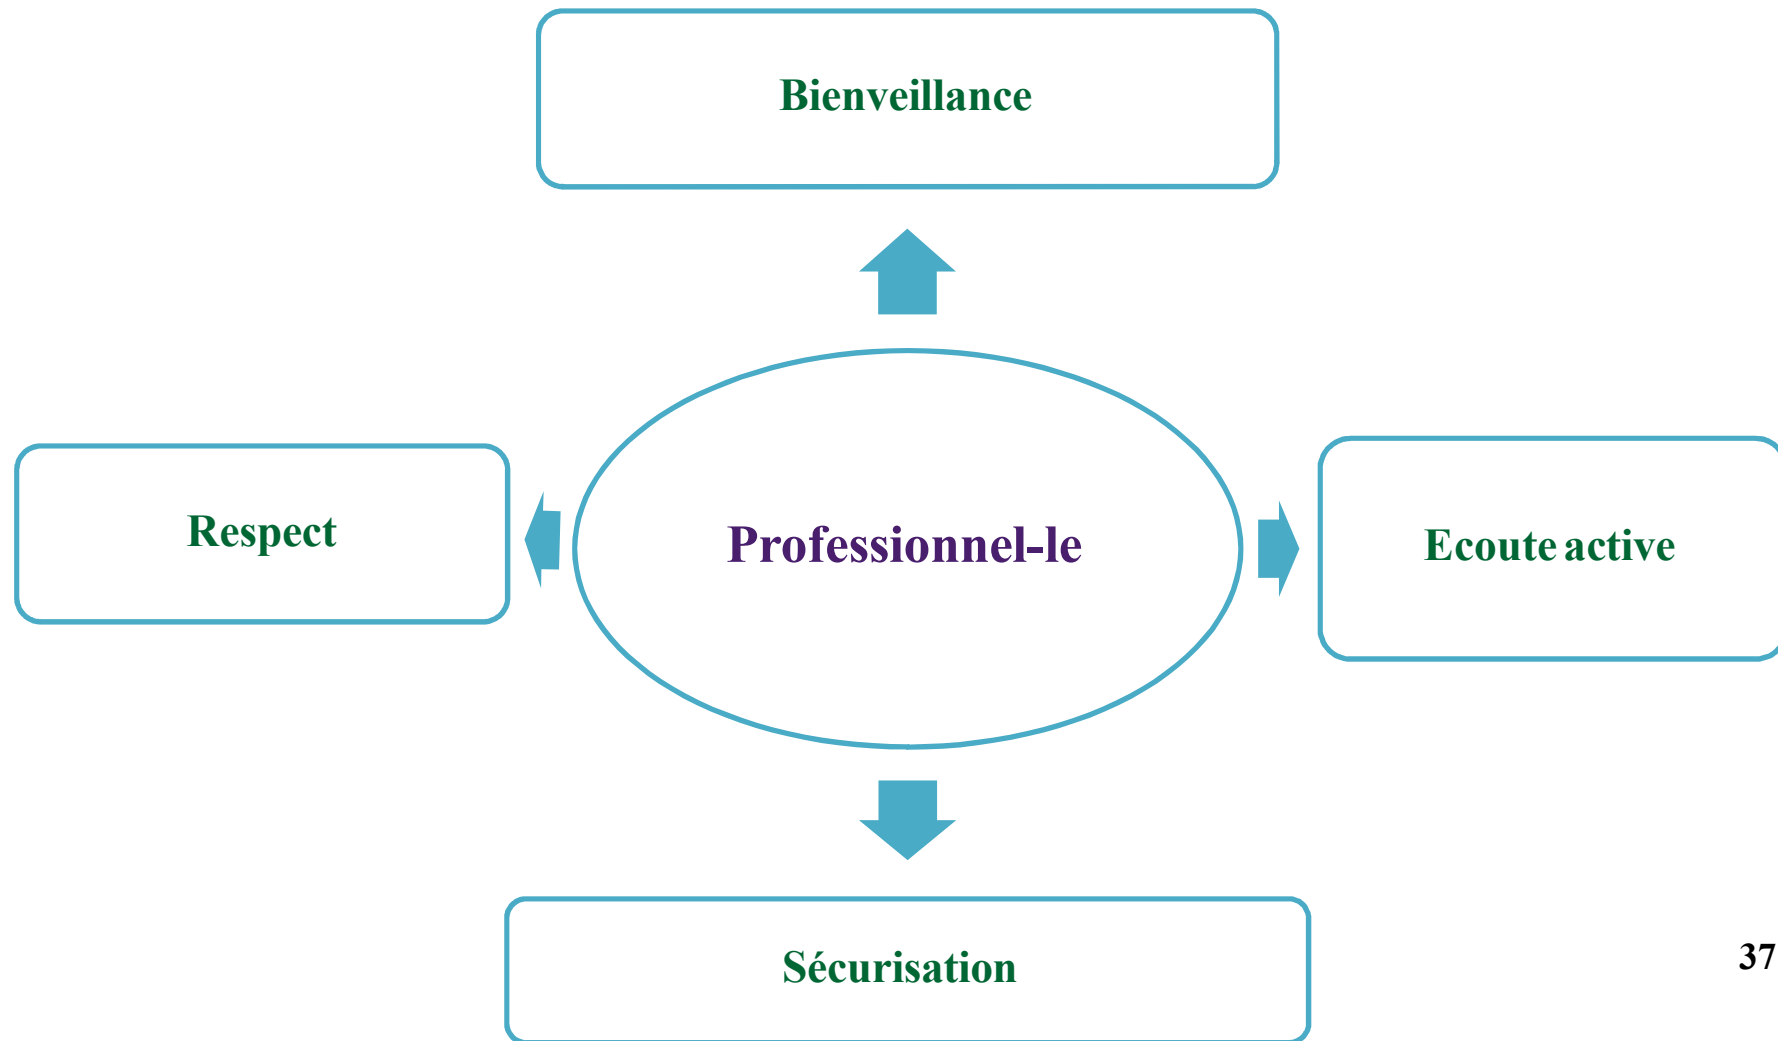 Bienveillance
Respect
Professionnel-le
Ecoute active
Sécurisation
37